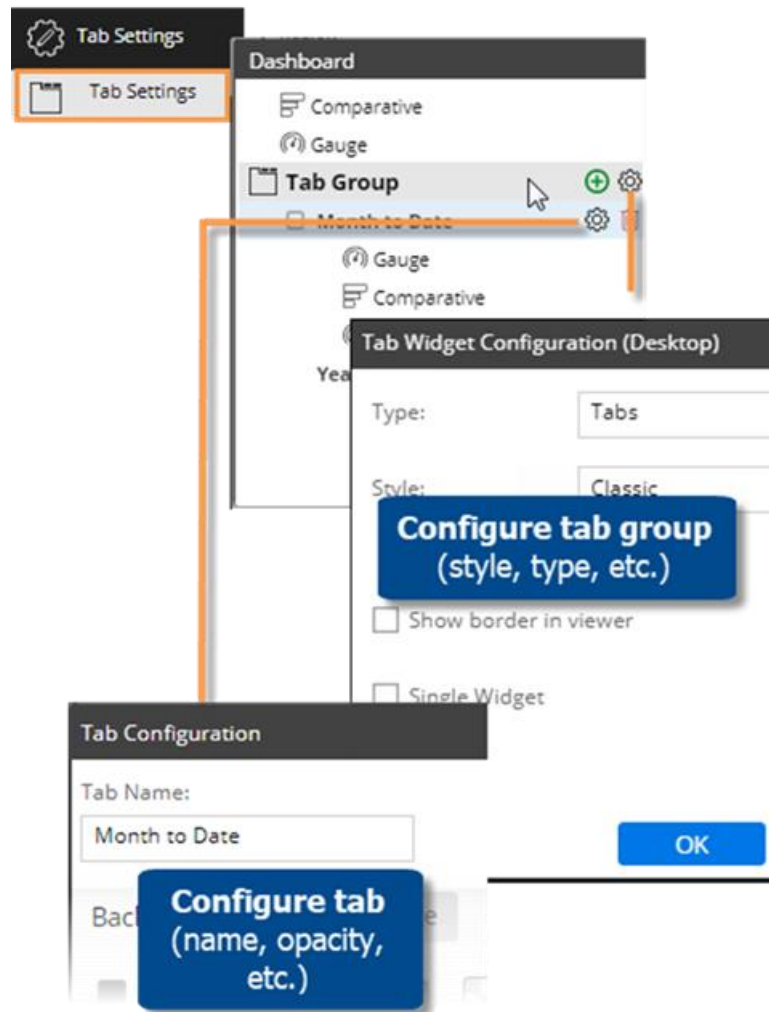 Tab Settings
Tab Settings
Dashboard
Comparative
Gauge
Tab Group
Month to Date
Gauge
Comparative
Tab Widget Configuration (Desktop)
Type:
Tabs
Style:
Classic
Configure tab group
(style, type, etc.)
Show border in viewer
Single Widget
OK
Tab Configuration
Tab Name:
Month to Date
Configure tab
(name, opacity,
etc.)